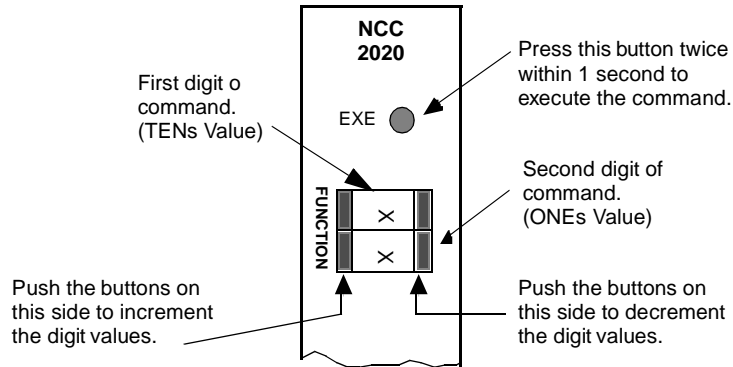 NCC
2020
Press this button twice
within 1 second to
execute the command.
First digit o
command.
(TENs Value)
EXE
Second digit of
command.
(ONEs Value)
FUNCTION
X
X
Push the buttons on
this side to increment
the digit values.
Push the buttons on
this side to decrement
the digit values.